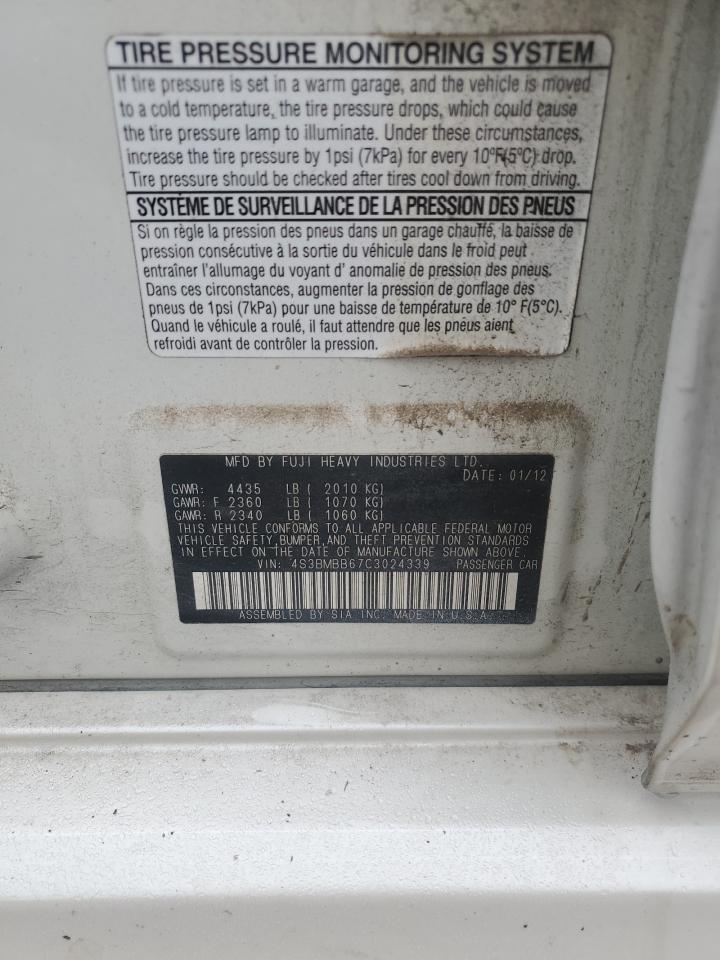 TIRE PRESSURE MONITORING SYSTEM
If tire pressure is set in a warm garage, and the vehicle is moved
to a cold temperature, the tire pressure drops, which could cause
the tire pressure lamp to illuminate. Under these circumstances,
increase the tire pressure by 1psi (7kPa) for every 10°F(5°C) drop.
Tire pressure should be checked after tires cool down from driving.
SYSTÈME DE SURVEILLANCE DE LA PRESSION DES PNEUS
Si on règle la pression des pneus dans un garage chauffé, la baisse de
pression consécutive à la sortie du véhicule dans le froid peut
entraîner l'allumage du voyant d' anomalie de pression des pneus.
Dans ces circonstances, augmenter la pression de gonflage des
pneus de 1psi (7kPa) pour une baisse de température de 10° F(5°C).
Quand le véhicule a roulé, il faut attendre que les pneus aient
refroidi avant de contrôler la pression.
MFD BY FUJI HEAVY INDUSTRIES LTD.
DATE: 01/12
GVWR: 4435 LB ( 2010 KG)
GAWR: F 2360 LB ( 1070 KG)
GAWR: R 2340 LB ( 1060 KG)
THIS VEHICLE CONFORMS TO ALL APPLICABLE FEDERAL MOTOR
VEHICLE SAFETY,BUMPER,AND THEFT PREVENTION STANDARDS
IN EFFECT ON THE DATE OF MANUFACTURE SHOWN ABOVE.
VIN: 4S3BMBB67C3024339 PASSENGER CAR
ASSEMBLED BY SIA INC. MADE IN U.S.A